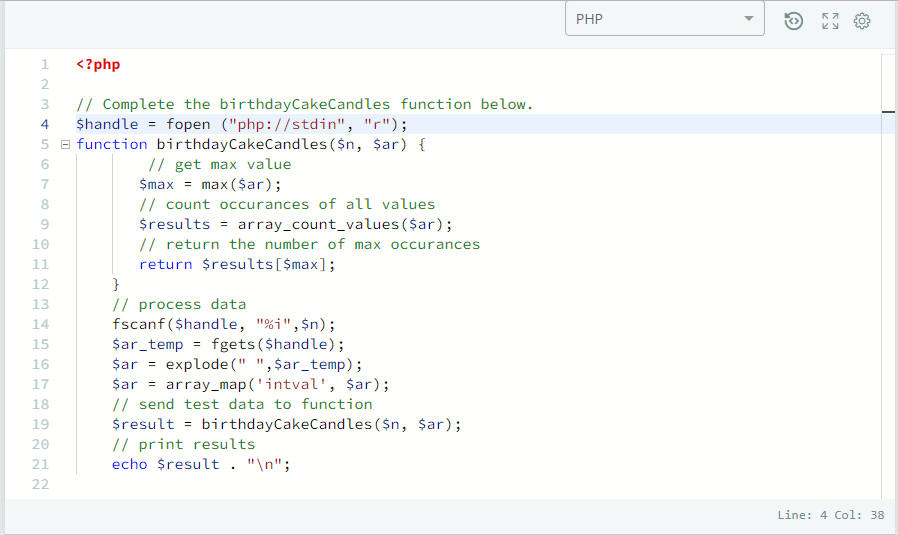 PHP
1 <?php
2
3 // Complete the birthdayCakeCandles function below.
4 $handle = fopen ("php://stdin", "r");
5 function birthdayCakeCandles($n, $ar) {
6 // get max value
7 $max = max($ar);
8 // count occurances of all values
9 $results = array_count_values($ar);
10 // return the number of max occurances
11 return $results[$max];
12 }
13 // process data
14 fscanf($handle, "%i",$n);
15 $ar_temp = fgets($handle);
16 $ar = explode(" ",$ar_temp);
17 $ar = array_map('intval', $ar);
18 // send test data to function
19 $result = birthdayCakeCandles($n, $ar);
20 // print results
21 echo $result . "\n";
22
Line: 4 Col: 38